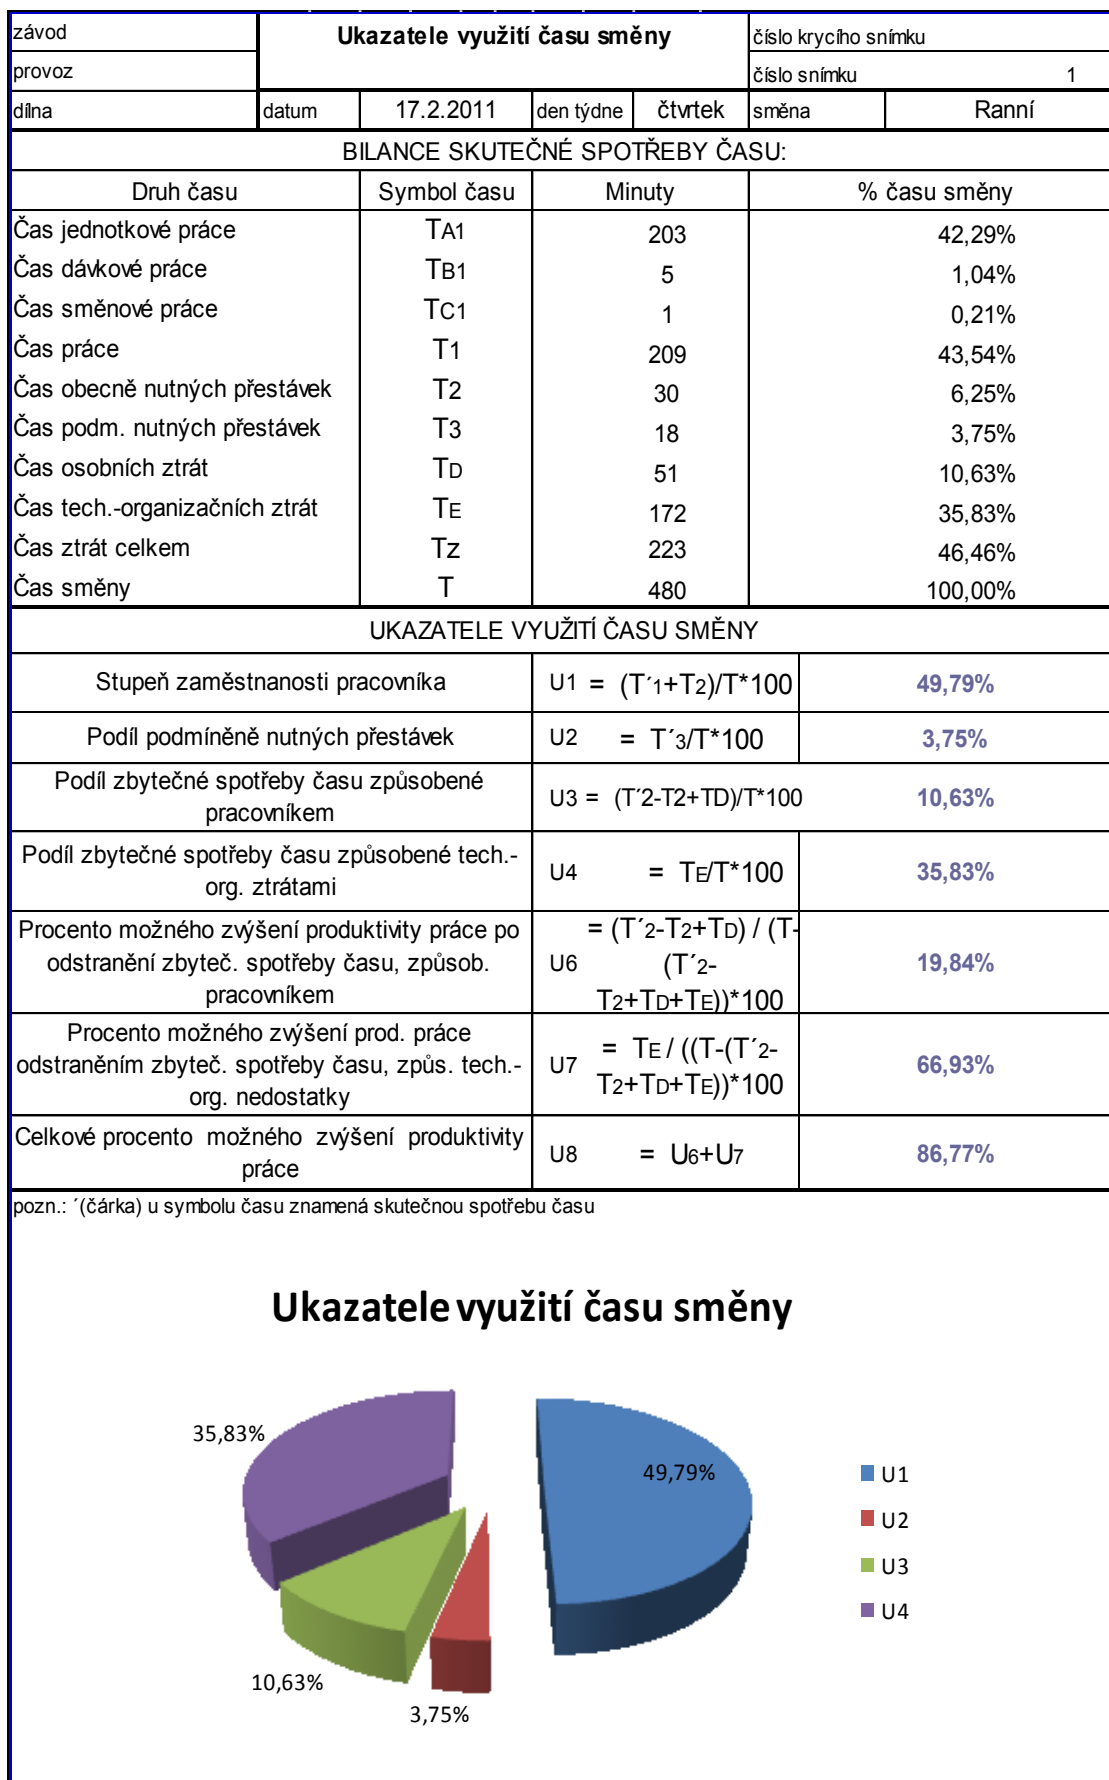 závod Ukazatele využití času směny číslo krycího snímku
provoz číslo snímku 1
dílna datum 17.2.2011 den týdne čtvrtek směna Ranní
BILANCE SKUTEČNÉ SPOTŘEBY ČASU:
Druh času Symbol času Minuty % času směny
Čas jednotkové práce TA1 203 42,29%
Čas dávkové práce TB1 5 1,04%
Čas směnové práce TC1 1 0,21%
Čas práce T1 209 43,54%
Čas obecně nutných přestávek T2 30 6,25%
Čas podm. nutných přestávek T3 18 3,75%
Čas osobních ztrát TD 51 10,63%
Čas tech.-organizačních ztrát TE 172 35,83%
Čas ztrát celkem Tz 223 46,46%
Čas směny T 480 100,00%
UKAZATELE VYUŽITÍ ČASU SMĚNY
Stupeň zaměstnanosti pracovníka U1 = (T´1+T2)/T*100 49,79%
Podíl podmíněně nutných přestávek U2 = T´3/T*100 3,75%
Podíl zbytečné spotřeby času způsobené
pracovníkem U3 = (T´2-T2+TD)/T*100 10,63%
Podíl zbytečné spotřeby času způsobené tech.-
org. ztrátami U4 = TE/T*100 35,83%
Procento možného zvýšení produktivity práce po
odstranění zbyteč. spotřeby času, způsob.
pracovníkem
U6 = (T´2-T2+TD) / (T-
(T´2-
T2+TD+TE))*100
19,84%
Procento možného zvýšení prod. práce
odstraněním zbyteč. spotřeby času, způs. tech.-
org. nedostatky
U7 = TE / ((T-(T´2-
T2+TD+TE))*100
66,93%
Celkové procento možného zvýšení produktivity
práce
U8 = U6+U7 86,77%
pozn.: ´(čárka) u symbolu času znamená skutečnou spotřebu času
Ukazatele využití času směny
35,83%
49,79%
10,63%
3,75%
U1
U2
U3
U4